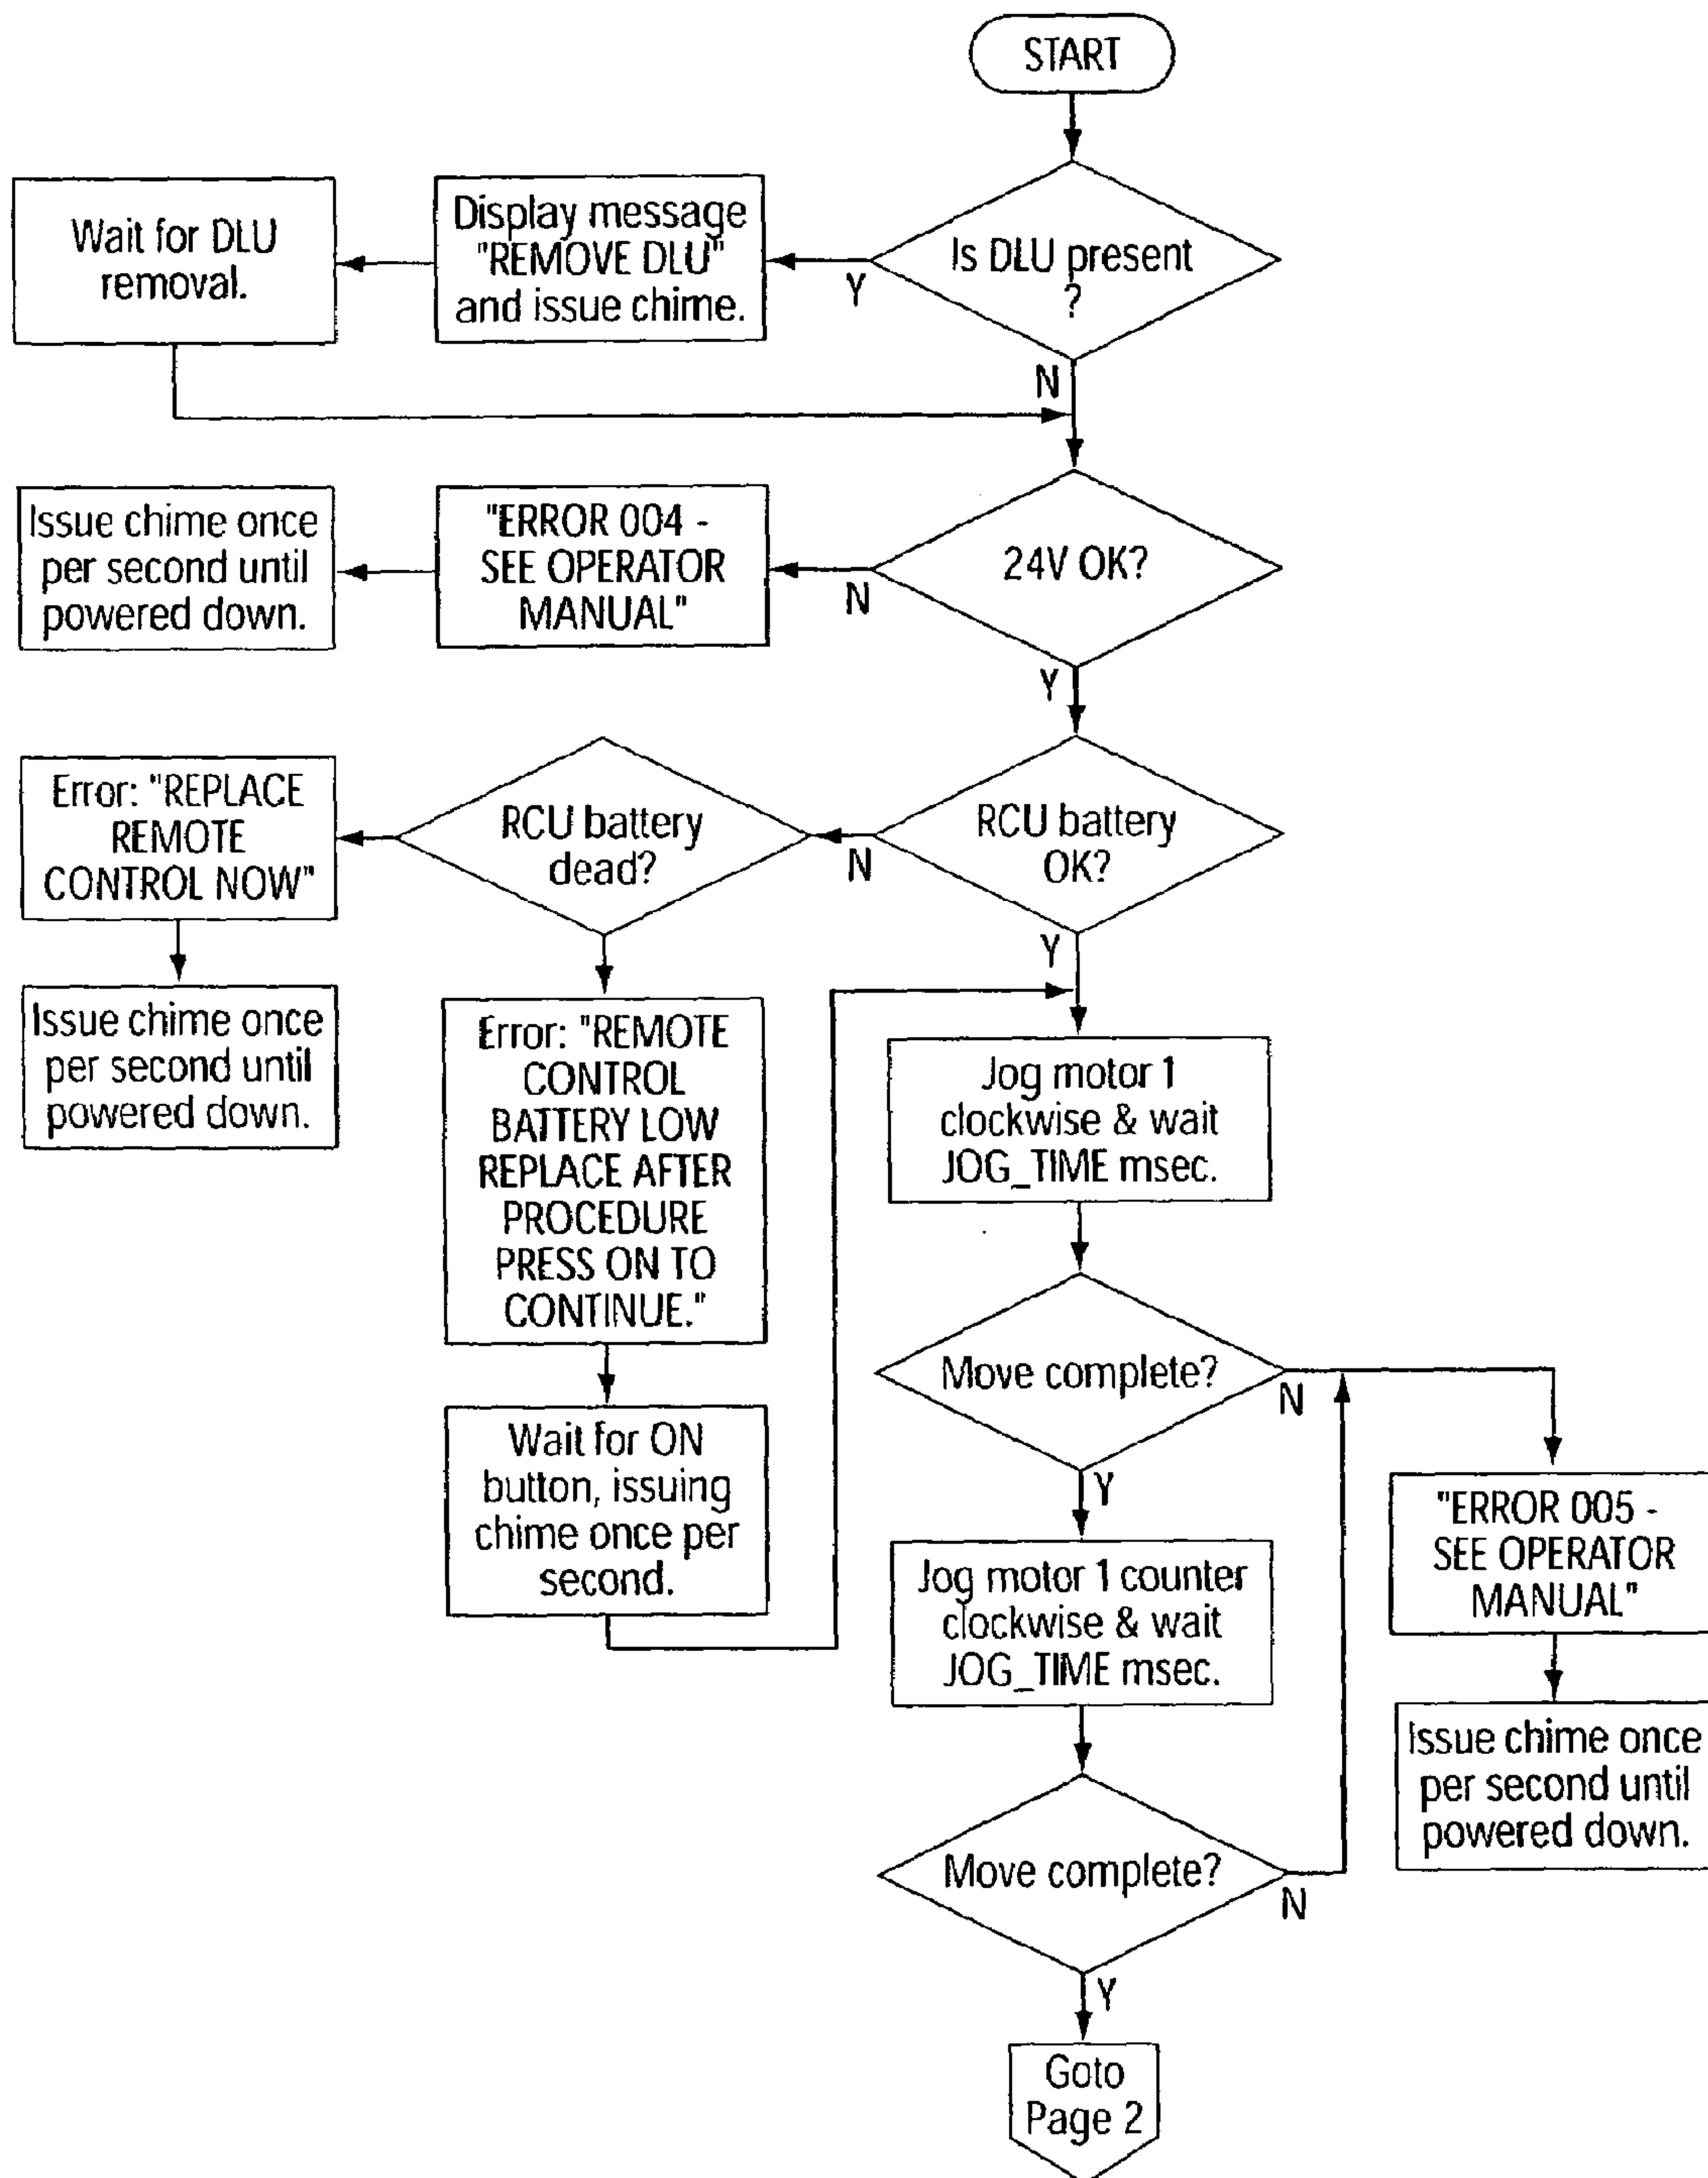 START
Is DLU present
?
Y
N
Display message
"REMOVE DLU"
and issue chime.
Wait for DLU
removal.
24V OK?
N
Y
"ERROR 004 -
SEE OPERATOR
MANUAL"
Issue chime once
per second until
powered down.
RCU battery
OK?
N
Y
RCU battery
dead?
Error: "REPLACE
REMOTE
CONTROL NOW"
Issue chime once
per second until
powered down.
Error: "REMOTE
CONTROL
BATTERY LOW
REPLACE AFTER
PROCEDURE
PRESS ON TO
CONTINUE."
Wait for ON
button, issuing
chime once per
second.
Jog motor 1
clockwise & wait
JOG_TIME msec.
Move complete?
N
Y
Jog motor 1 counter
clockwise & wait
JOG_TIME msec.
Move complete?
N
Y
"ERROR 005 -
SEE OPERATOR
MANUAL"
Issue chime once
per second until
powered down.
Goto
Page 2